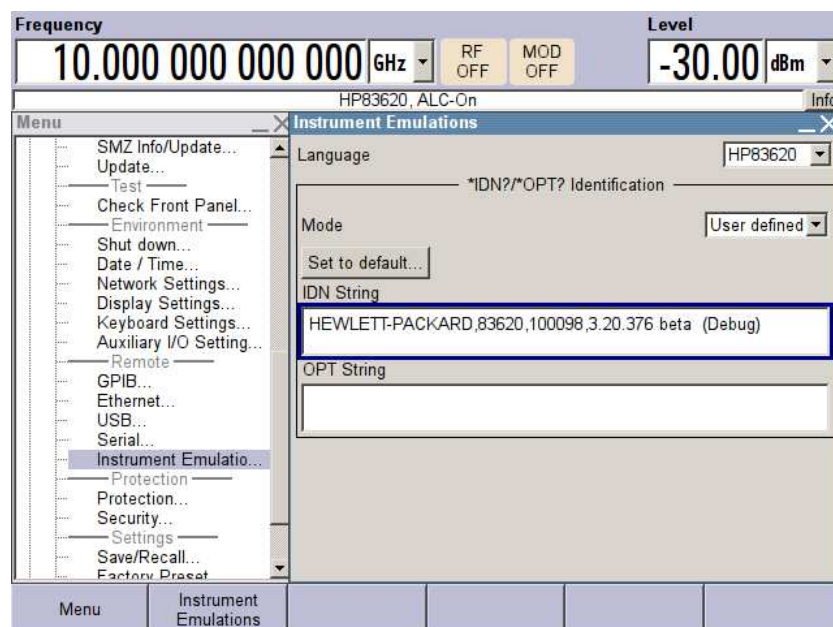 Frequency
Level
10.000 000 000 000 GHz
RF OFF
MOD OFF
-30.00 dBm
HP83620, ALC-On
Info
Menu
SMZ Info/Update...
Update...
Test
Check Front Panel...
Environment
Shut down...
Date / Time...
Network Settings...
Display Settings...
Keyboard Settings...
Auxiliary I/O Setting...
Remote
GPIB...
Ethernet...
USB...
Serial...
Instrument Emulatio...
Protection
Protection...
Security...
Settings
Save/Recall...
Factory Preset
Instrument Emulations
Language
HP83620
*IDN?/*OPT? Identification
Mode
User defined
Set to default...
IDN String
HEWLETT-PACKARD,83620,100098,3.20.376 beta (Debug)
OPT String
Menu
Instrument
Emulations